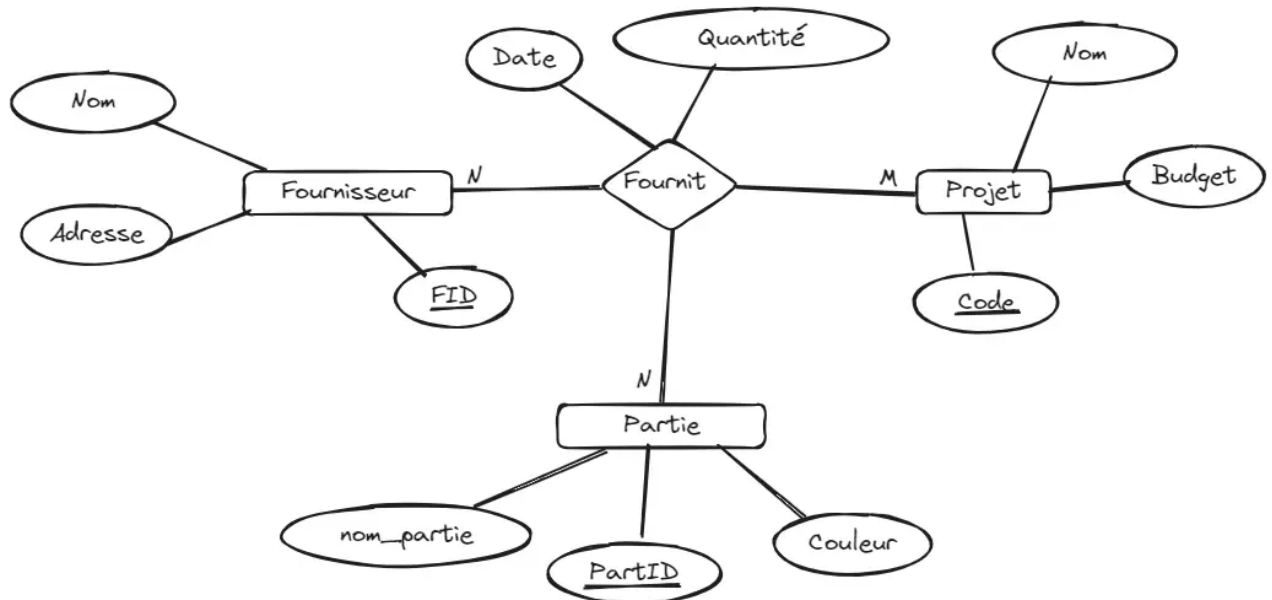 Quantité
Date
Nom
Nom
Fournisseur
N
Fournit
M
Projet
Budget
Adresse
FID
Code
N
Partie
nom_partie
PartID
Couleur